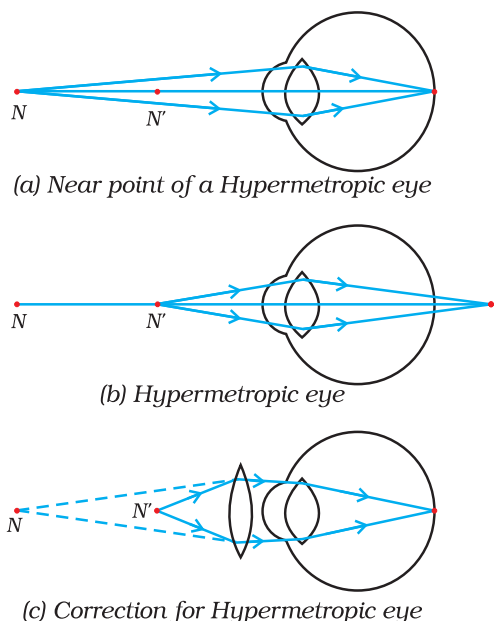 N
N′
(a) Near point of a Hypermetropic eye
N
N′
(b) Hypermetropic eye
N′
N
(c) Correction for Hypermetropic eye